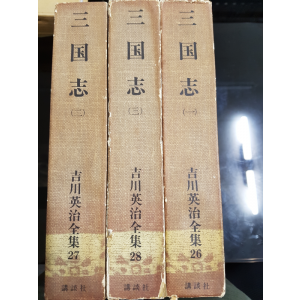 三国志
(二)
吉川英治全集
27
講談社
三国志
(三)
吉川英治全集
28
講談社
三国志
(一)
吉川英治全集
26
講談社